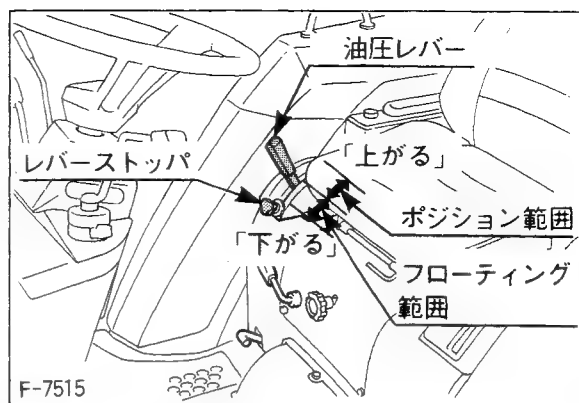 油圧レバー
レバーストッパ
「上がる」
ポジション範囲
「下がる」
フローティング
範囲
F-7515